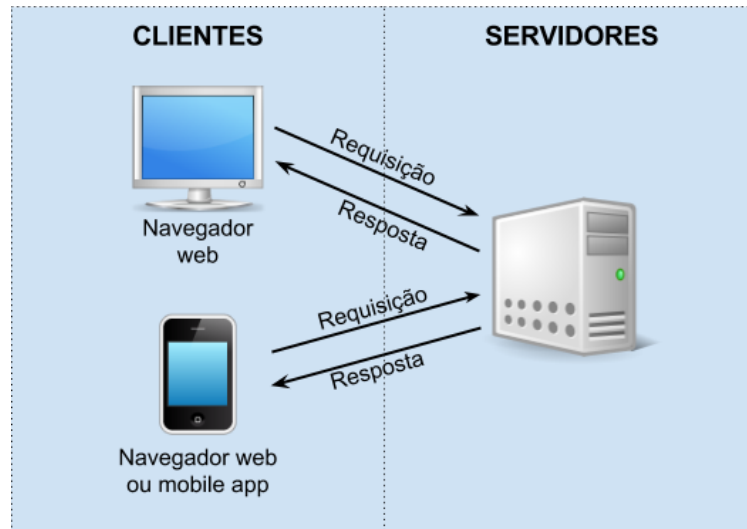 CLIENTES
SERVIDORES
Requisição
Resposta
Navegador
web
Requisição
Resposta
Navegador web
ou mobile app